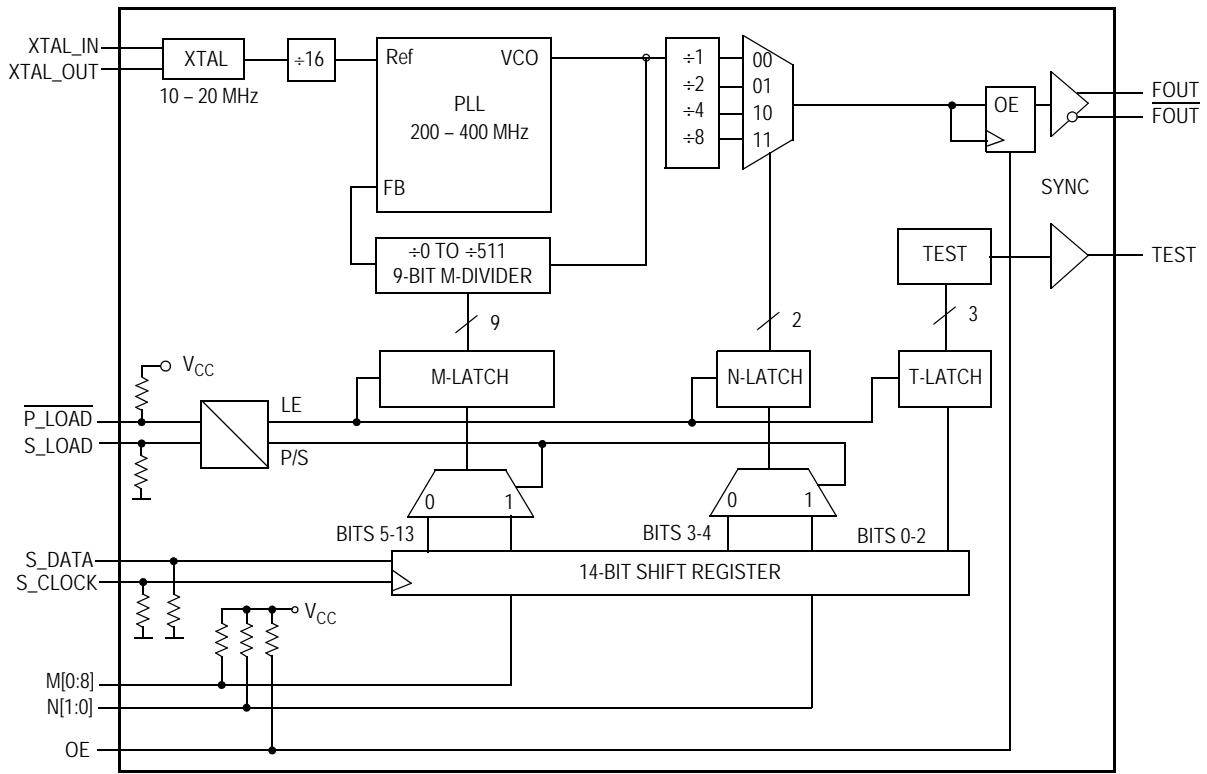 XTAL_IN
XTAL_OUT
XTAL
10 – 20 MHz
÷16
Ref
VCO
PLL
200 – 400 MHz
FB
÷1
÷2
÷4
÷8
00
01
10
11
OE
FOUT
FOUT
SYNC
÷0 TO ÷511
9-BIT M-DIVIDER
TEST
TEST
9
2
3
VCC
M-LATCH
N-LATCH
T-LATCH
P_LOAD
S_LOAD
LE
P/S
0
1
0
1
BITS 5-13
BITS 3-4
BITS 0-2
S_DATA
S_CLOCK
14-BIT SHIFT REGISTER
VCC
M[0:8]
N[1:0]
OE